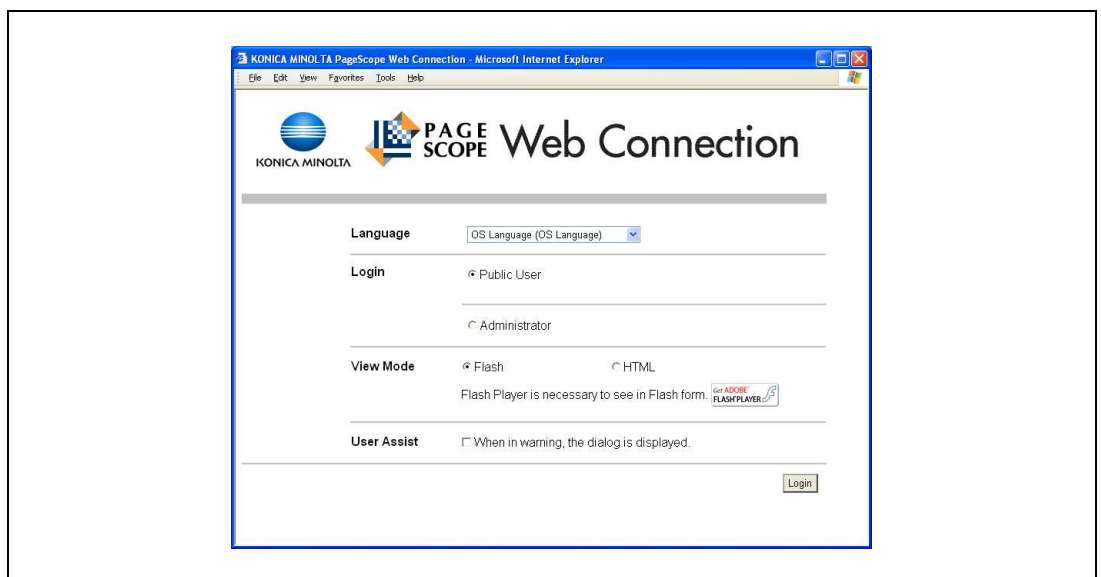 KONICA MINOLTA PageScope Web Connection - Microsoft Internet Explorer
File Edit View Favorites Tools Help
KONICA MINOLTA
PAGE SCOPE Web Connection
Language OS Language (OS Language)
Login Public User
Administrator
View Mode Flash HTML
Flash Player is necessary to see in Flash form. Get ADOBE FLASH PLAYER
User Assist When in warning, the dialog is displayed.
Login